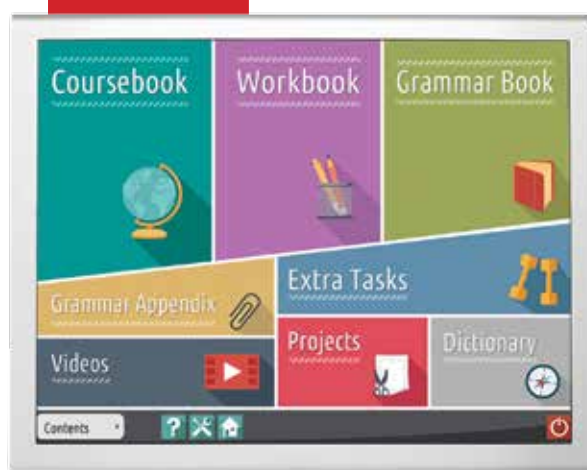 Coursebook
Workbook
Grammar Book
Grammar Appendix
Extra Tasks
Videos
Projects
Dictionary
Contents
?